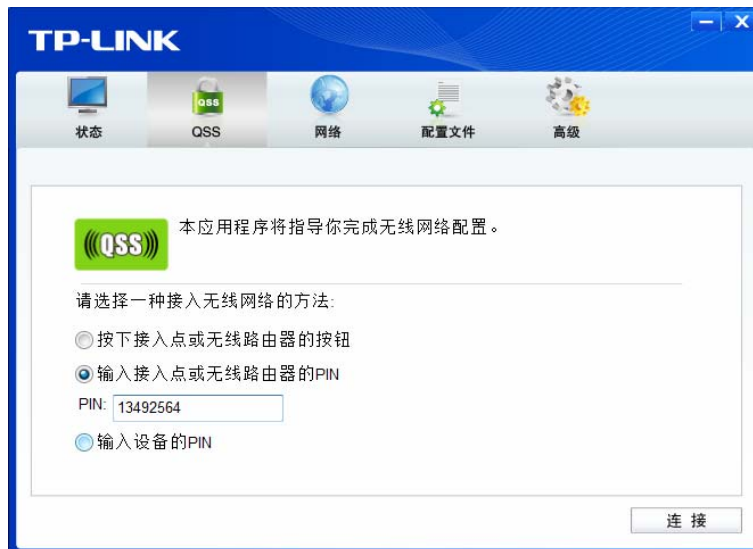 TP-LINK
状态
QSS
QSS
网络
配置文件
高级
QSS
本应用程序将指导你完成无线网络配置。
请选择一种接入无线网络的方法:
按下接入点或无线路由器的按钮
输入接入点或无线路由器的PIN
PIN: 13492564
输入设备的PIN
连 接